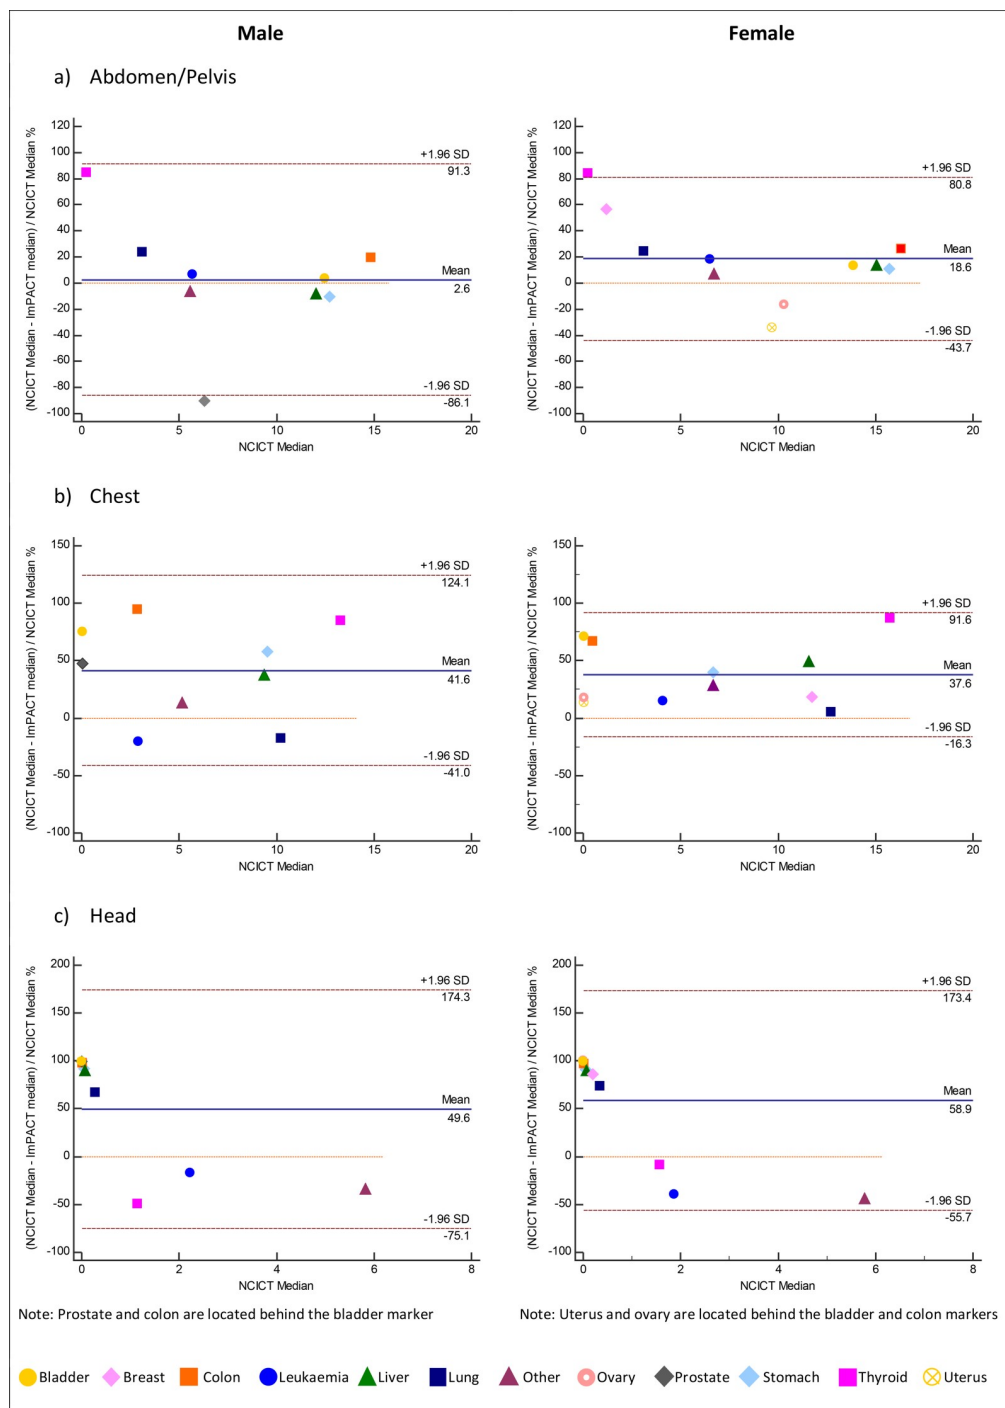 Male
Female
a) Abdomen/Pelvis
(NCICT Median - ImPACT median) / NCICT Median %
120
100
80
60
40
20
0
-20
-40
-60
-80
-100
0 5 10 15 20
NCICT Median
+1.96 SD
91.3
Mean
2.6
-1.96 SD
-86.1
(NCICT Median - ImPACT Median) / NCICT Median %
120
100
80
60
40
20
0
-20
-40
-60
-80
-100
0 5 10 15 20
NCICT Median
+1.96 SD
80.8
Mean
18.6
-1.96 SD
-43.7
b) Chest
(NCICT Median - ImPACT median) / NCICT Median %
150
100
50
0
-50
-100
0 5 10 15 20
NCICT Median
+1.96 SD
124.1
Mean
41.6
-1.96 SD
-41.0
(NCICT Median - ImPACT Median) / NCICT Median %
150
100
50
0
-50
-100
0 5 10 15 20
NCICT Median
+1.96 SD
91.6
Mean
37.6
-1.96 SD
-16.3
c) Head
(NCICT Median - ImPACT median) / NCICT Median %
200
150
100
50
0
-50
-100
0 2 4 6 8
NCICT Median
+1.96 SD
174.3
Mean
49.6
-1.96 SD
-75.1
(NCICT Median - ImPACT Median) / NCICT Median %
200
150
100
50
0
-50
-100
0 2 4 6 8
NCICT Median
+1.96 SD
173.4
Mean
58.9
-1.96 SD
-55.7
Note: Prostate and colon are located behind the bladder marker
Note: Uterus and ovary are located behind the bladder and colon markers
Bladder Breast Colon Leukaemia Liver Lung Other Ovary Prostate Stomach Thyroid Uterus